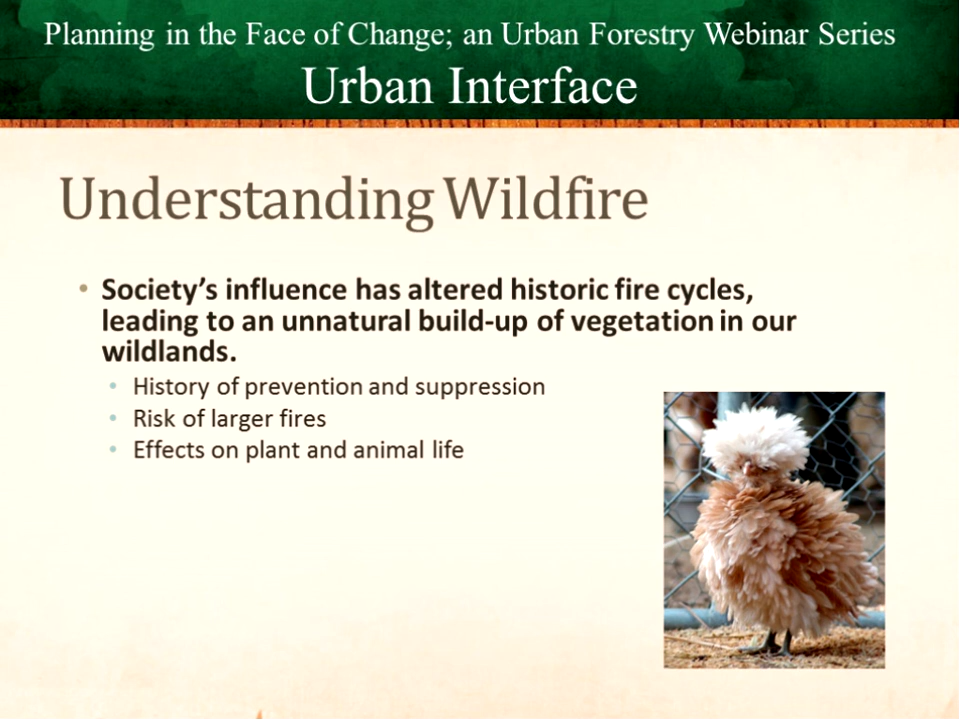 Planning in the Face of Change; an Urban Forestry Webinar Series
Urban Interface
Understanding Wildfire
• Society’s influence has altered historic fire cycles,
leading to an unnatural build-up of vegetation in our
wildlands.
• History of prevention and suppression
• Risk of larger fires
• Effects on plant and animal life